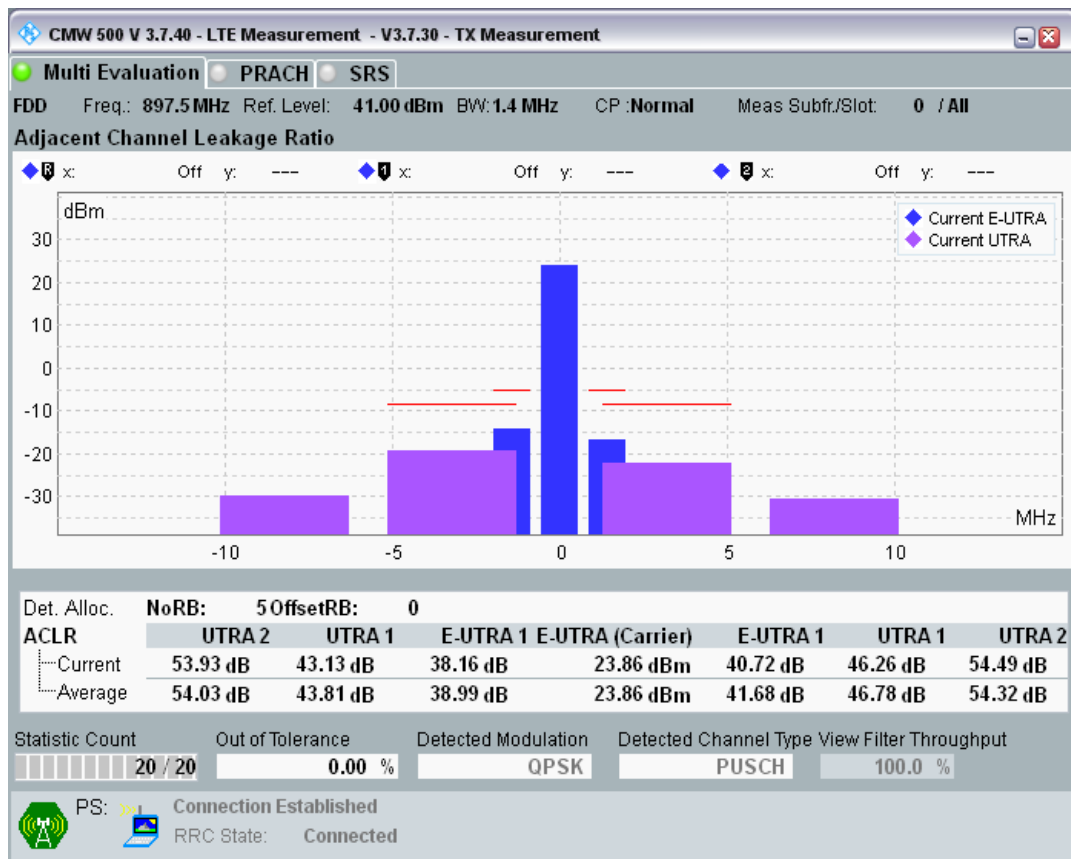 CMW 500 V 3.7.40 - LTE Measurement - V3.7.30 - TX Measurement
Multi Evaluation PRACH SRS
FDD Freq.: 897.5 MHz Ref. Level: 41.00 dBm BW: 1.4 MHz CP :Normal Meas Subfr./Slot: 0 / All
Adjacent Channel Leakage Ratio
R x: Off y: --- 1 x: Off y: --- 2 x: Off y: ---
dBm
Current E-UTRA
Current UTRA
30
20
10
0
-10
-20
-30
MHz
-10 -5 0 5 10
Det. Alloc. NoRB: 5 OffsetRB: 0
ACLR UTRA 2 UTRA 1 E-UTRA 1 E-UTRA (Carrier) E-UTRA 1 UTRA 1 UTRA 2
Current 53.93 dB 43.13 dB 38.16 dB 23.86 dBm 40.72 dB 46.26 dB 54.49 dB
Average 54.03 dB 43.81 dB 38.99 dB 23.86 dBm 41.68 dB 46.78 dB 54.32 dB
Statistic Count Out of Tolerance Detected Modulation Detected Channel Type View Filter Throughput
20 / 20 0.00 % QPSK PUSCH 100.0 %
PS: Connection Established
RRC State: Connected